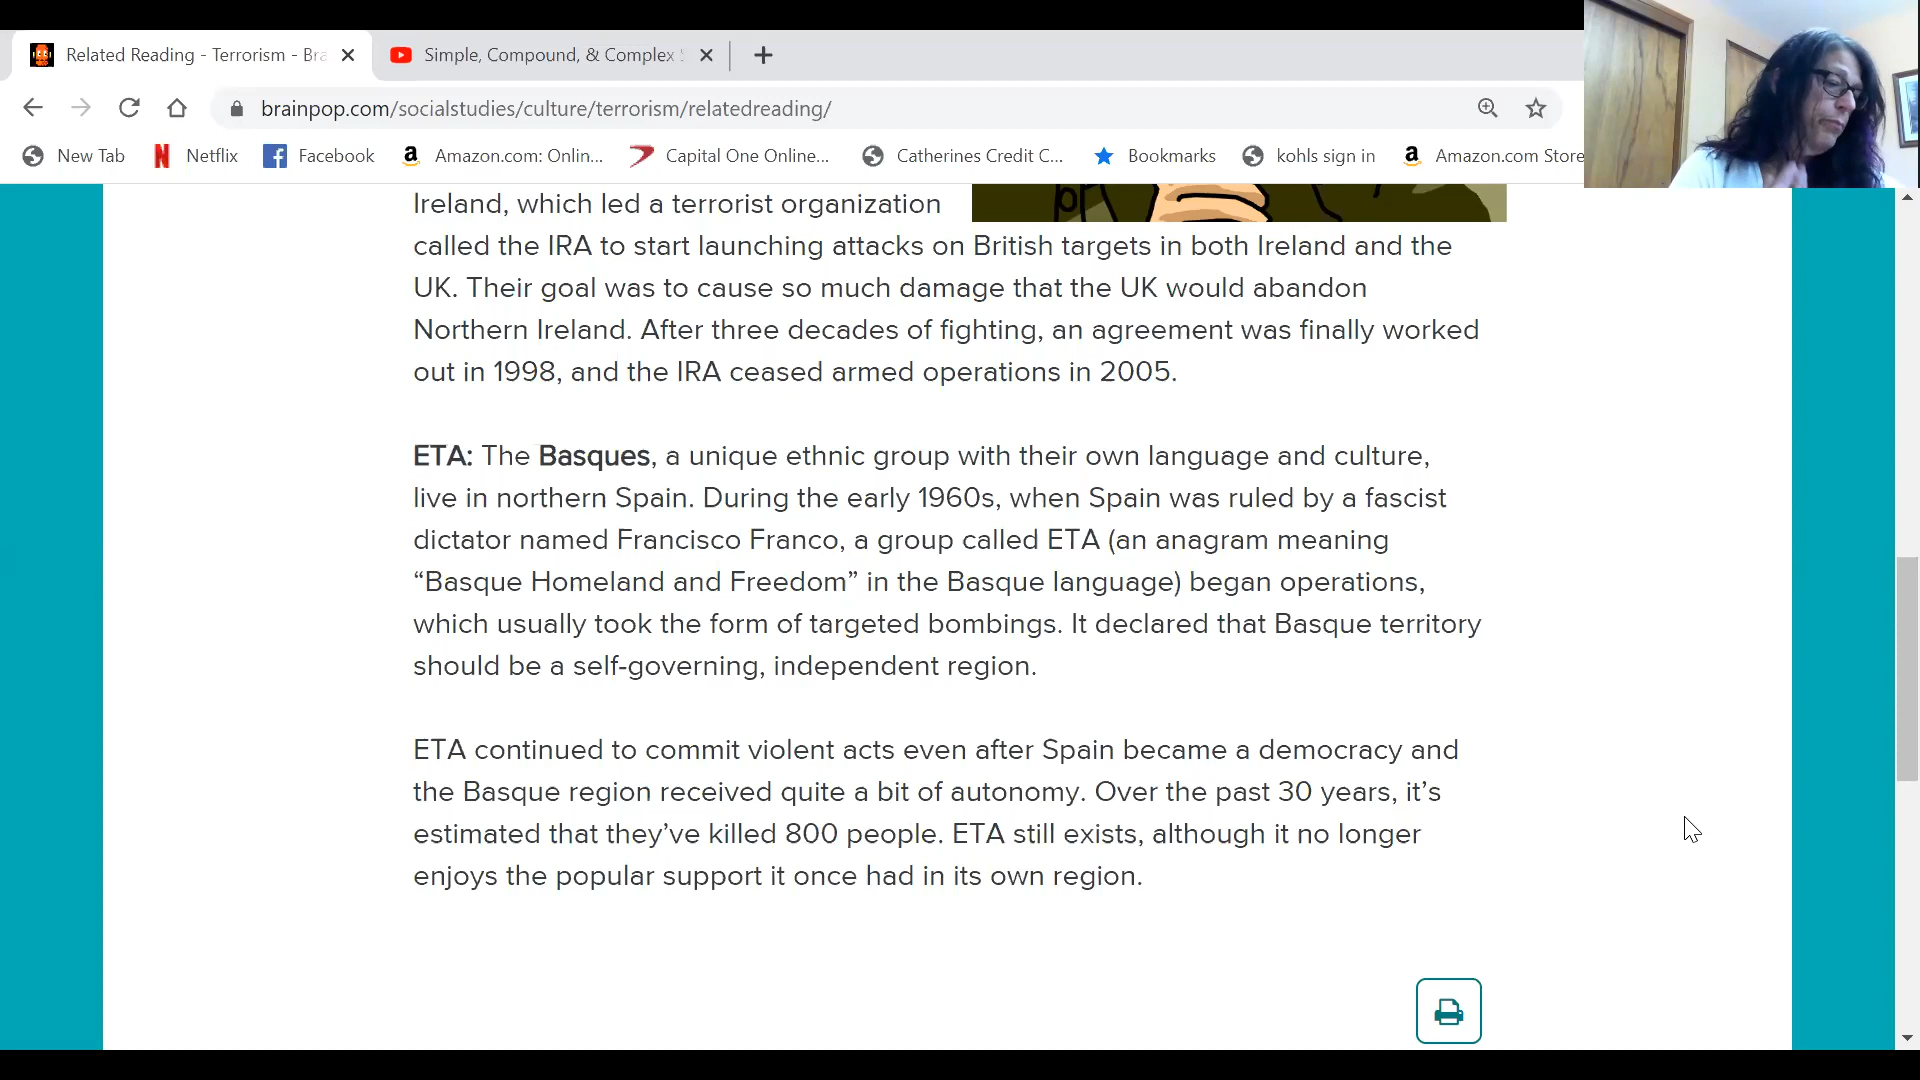 Related Reading - Terrorism - Bra
Simple, Compound, & Complex S
brainpop.com/socialstudies/culture/terrorism/relatedreading/
New Tab
Netflix
Facebook
Amazon.com: Onlin...
Capital One Online...
Catherines Credit C...
Bookmarks
kohls sign in
Amazon.com Store
Ireland, which led a terrorist organization
called the IRA to start launching attacks on British targets in both Ireland and the
UK. Their goal was to cause so much damage that the UK would abandon
Northern Ireland. After three decades of fighting, an agreement was finally worked
out in 1998, and the IRA ceased armed operations in 2005.
ETA: The Basques, a unique ethnic group with their own language and culture,
live in northern Spain. During the early 1960s, when Spain was ruled by a fascist
dictator named Francisco Franco, a group called ETA (an anagram meaning
“Basque Homeland and Freedom” in the Basque language) began operations,
which usually took the form of targeted bombings. It declared that Basque territory
should be a self-governing, independent region.
ETA continued to commit violent acts even after Spain became a democracy and
the Basque region received quite a bit of autonomy. Over the past 30 years, it’s
estimated that they’ve killed 800 people. ETA still exists, although it no longer
enjoys the popular support it once had in its own region.